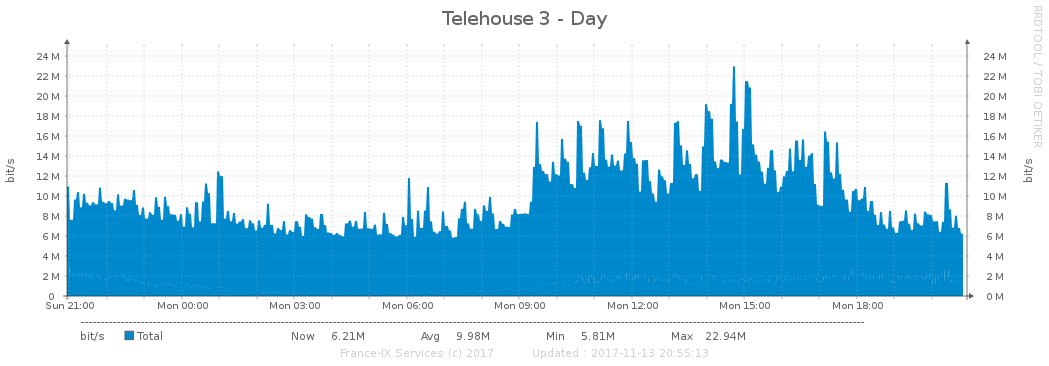 Telehouse 3 - Day
RRDTOOL / TOBI OETIKER
bit/s
24 M
22 M
20 M
18 M
16 M
14 M
12 M
10 M
8 M
6 M
4 M
2 M
0
24 M
22 M
20 M
18 M
16 M
14 M
12 M
10 M
8 M
6 M
4 M
2 M
0 M
bit/s
Sun 21:00 Mon 00:00 Mon 03:00 Mon 06:00 Mon 09:00 Mon 12:00 Mon 15:00 Mon 18:00
bit/s Total Now 6.21M Avg 9.98M Min 5.81M Max 22.94M
France-IX Services (c) 2017 Updated : 2017-11-13 20:55:13